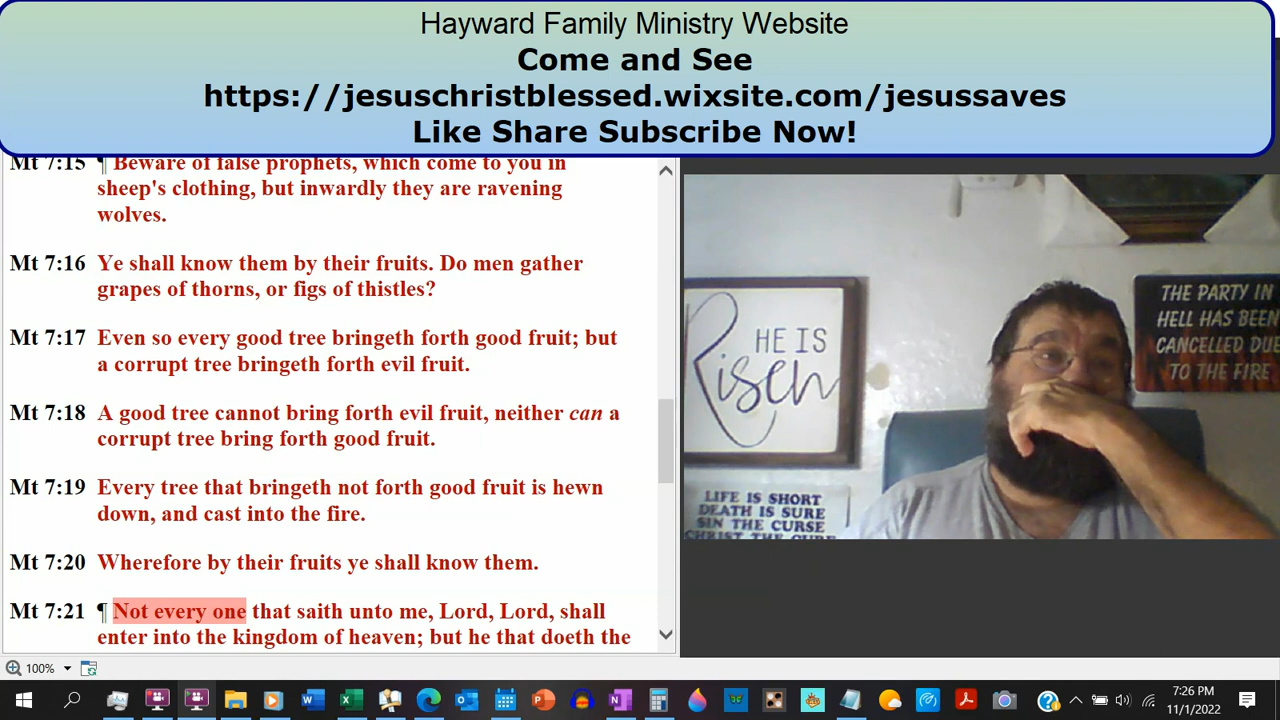 Hayward Family Ministry Website
Come and See
https://jesuschristblessed.wixsite.com/jesussaves
Like Share Subscribe Now!
Mt 7:15 ¶ Beware of false prophets, which come to you in
sheep's clothing, but inwardly they are ravening
wolves.
Mt 7:16 Ye shall know them by their fruits. Do men gather
grapes of thorns, or figs of thistles?
Mt 7:17 Even so every good tree bringeth forth good fruit; but
a corrupt tree bringeth forth evil fruit.
Mt 7:18 A good tree cannot bring forth evil fruit, neither can a
corrupt tree bring forth good fruit.
Mt 7:19 Every tree that bringeth not forth good fruit is hewn
down, and cast into the fire.
Mt 7:20 Wherefore by their fruits ye shall know them.
Mt 7:21 ¶ Not every one that saith unto me, Lord, Lord, shall
enter into the kingdom of heaven; but he that doeth the
HE IS
Risen
THE PARTY IN
HELL HAS BEEN
CANCELLED DUE
TO THE FIRE
LIFE IS SHORT
DEATH IS SURE
SIN THE CURSE
CHRIST THE CURE
100%
7:26 PM
11/1/2022